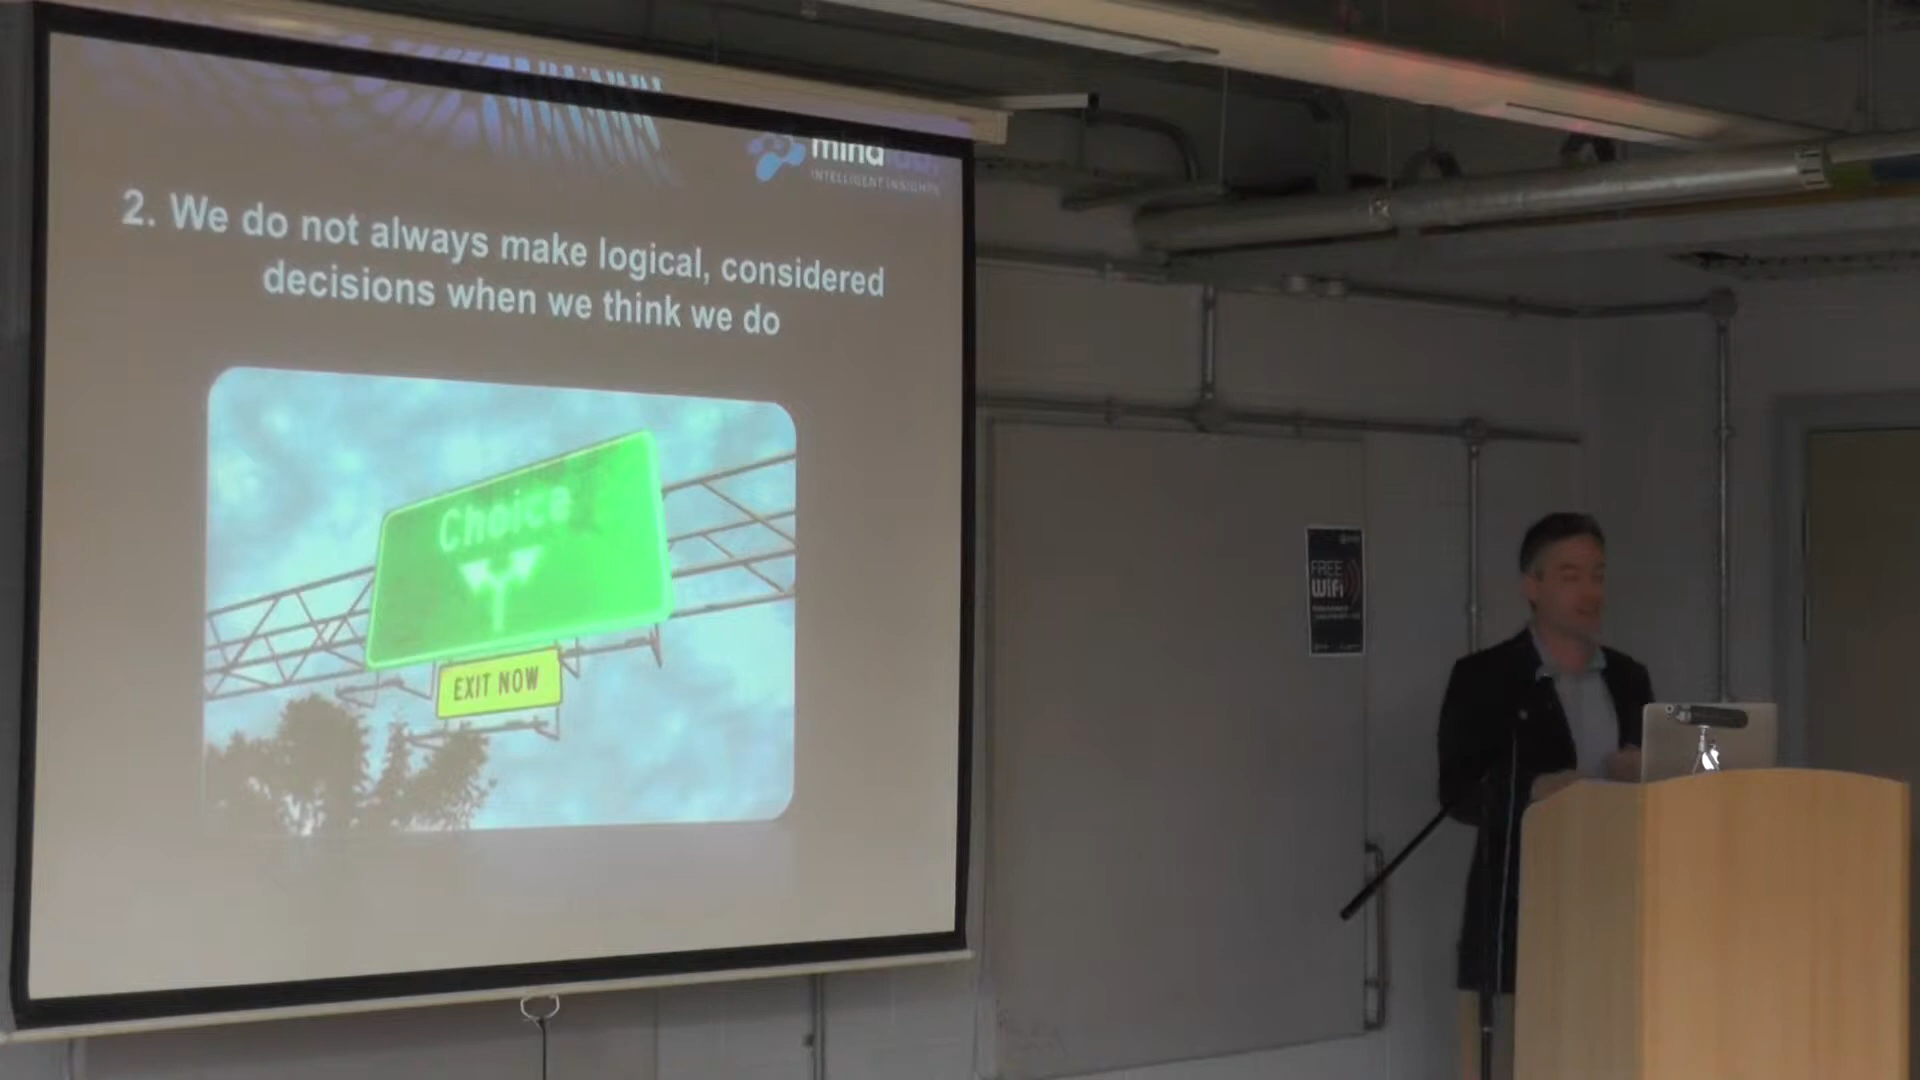 mind
INTELLIGENT INSIGHTS
2. We do not always make logical, considered
decisions when we think we do
Choice
EXIT NOW
FREE
WiFi